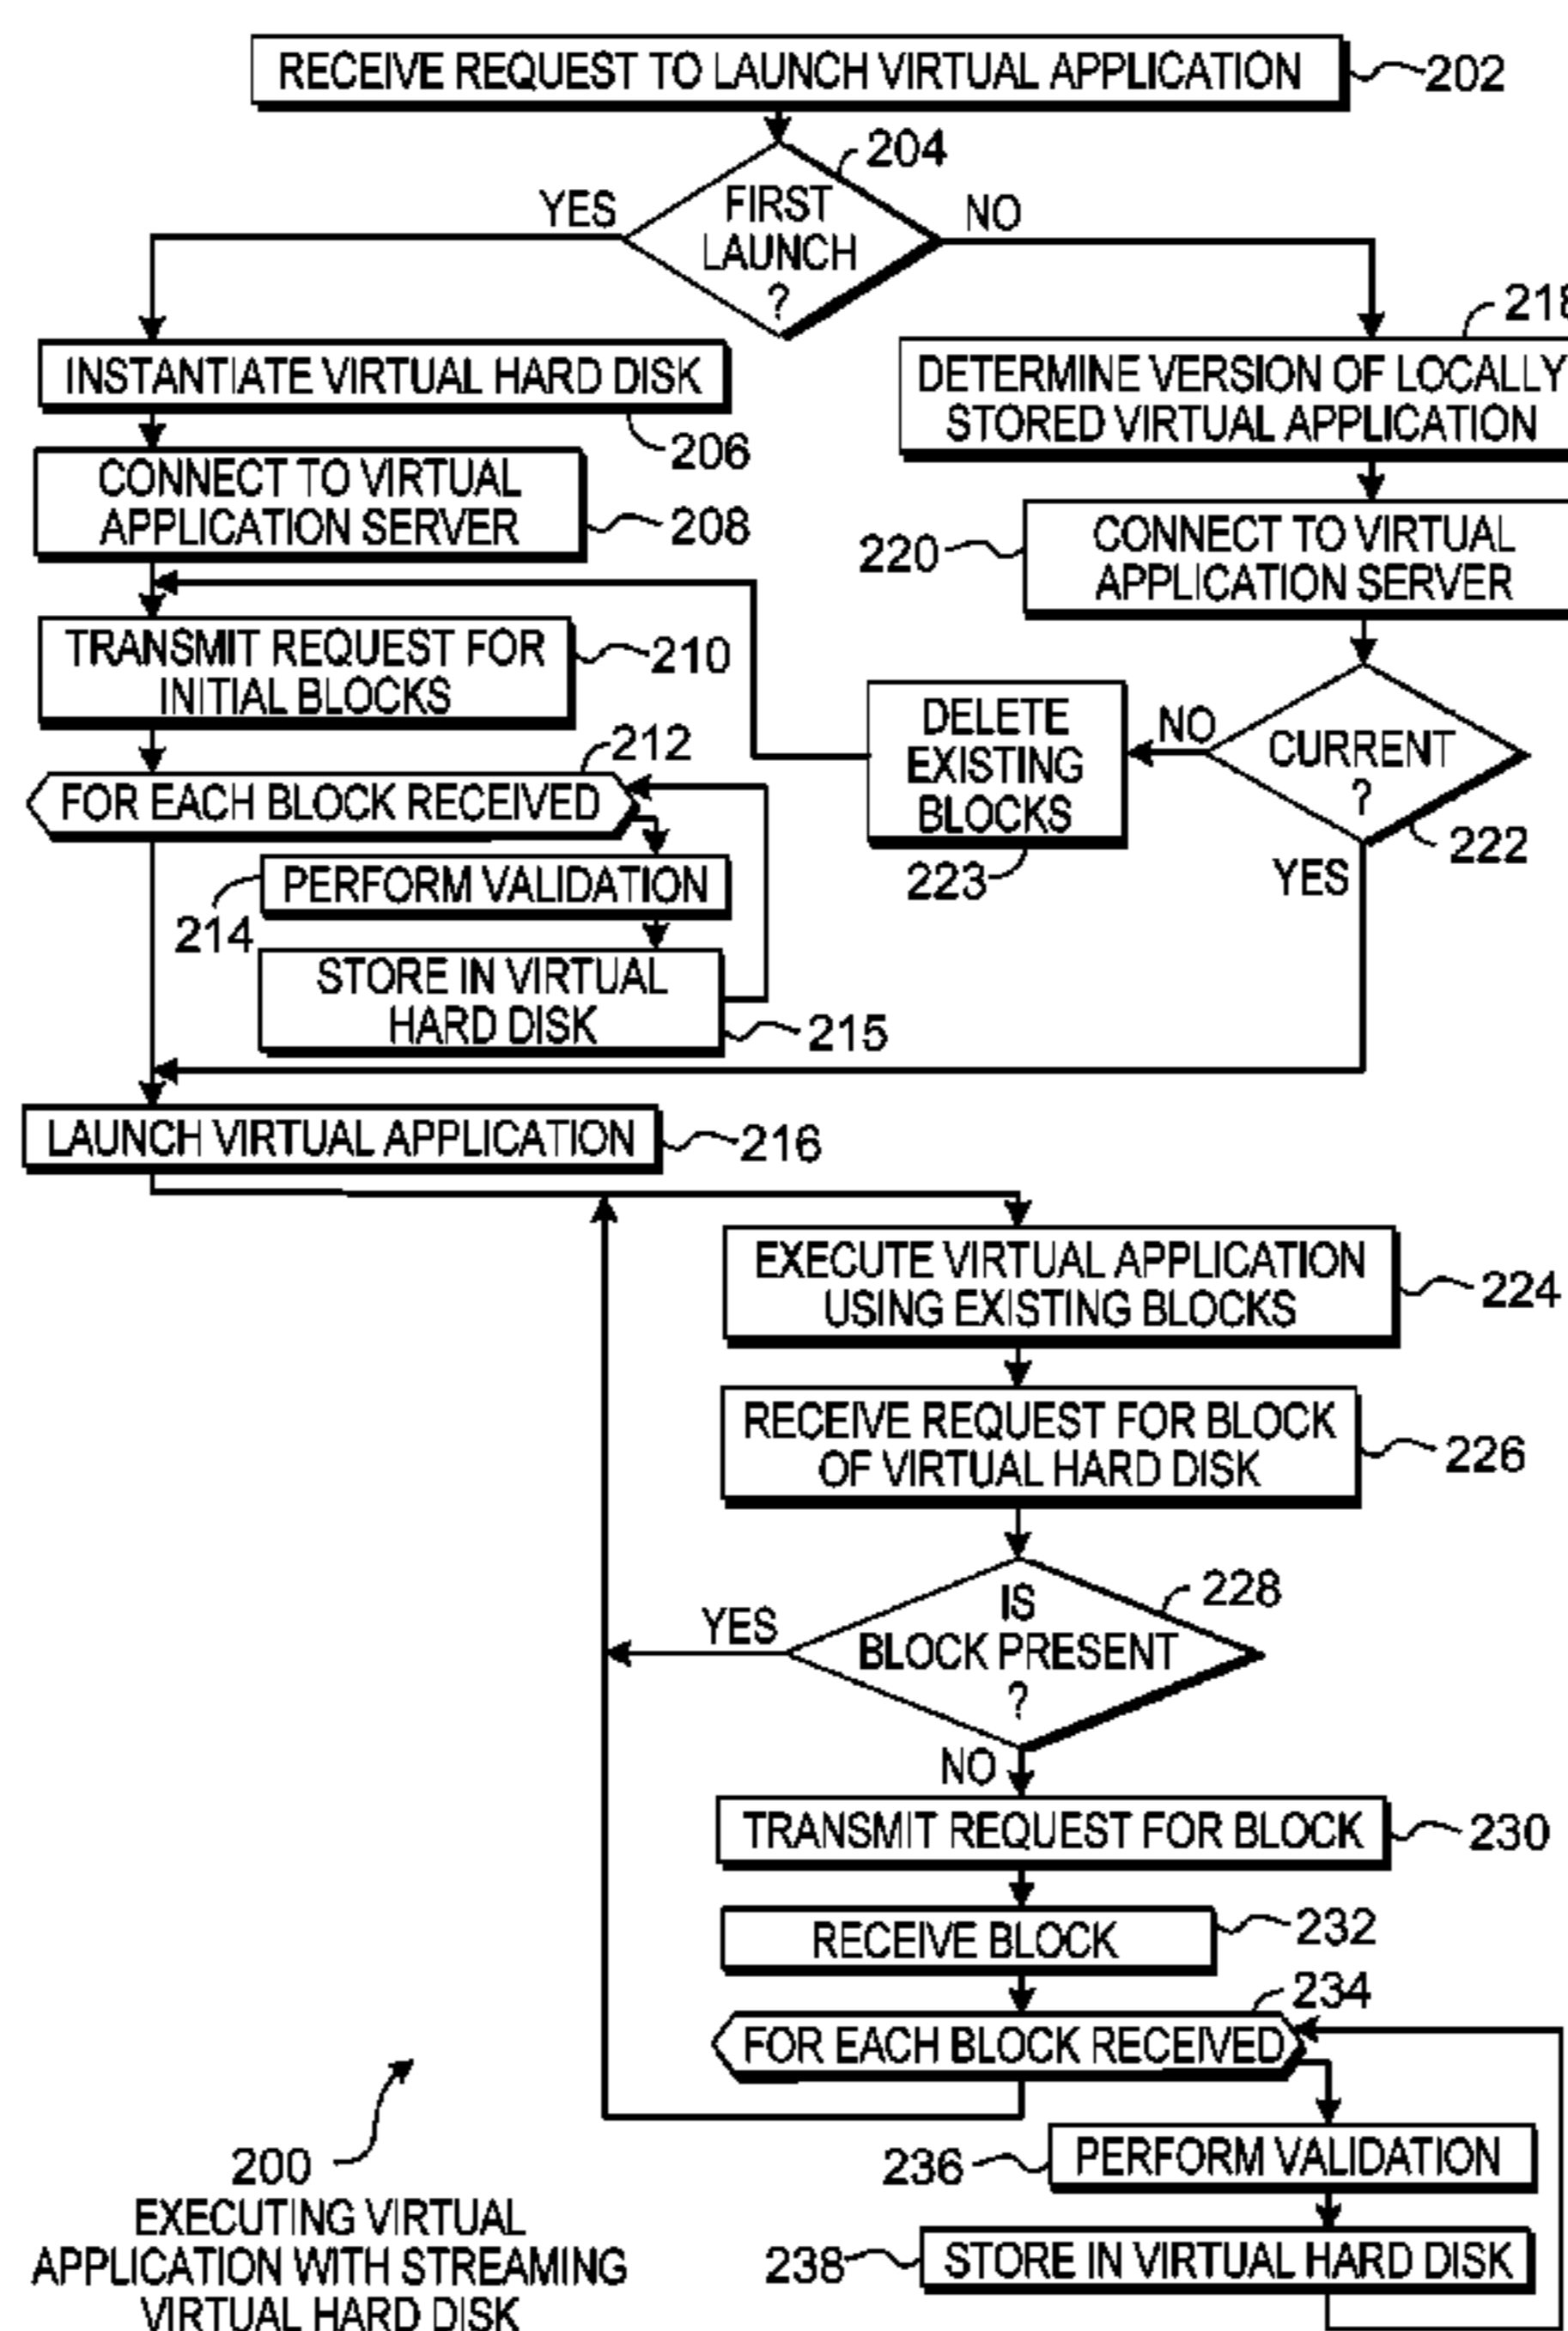 RECEIVE REQUEST TO LAUNCH VIRTUAL APPLICATION
202
204
FIRST
LAUNCH
?
YES
NO
INSTANTIATE VIRTUAL HARD DISK
206
218
DETERMINE VERSION OF LOCALLY
STORED VIRTUAL APPLICATION
CONNECT TO VIRTUAL
APPLICATION SERVER
208
220
CONNECT TO VIRTUAL
APPLICATION SERVER
TRANSMIT REQUEST FOR
INITIAL BLOCKS
210
DELETE
EXISTING
BLOCKS
223
NO
CURRENT
?
222
YES
212
FOR EACH BLOCK RECEIVED
PERFORM VALIDATION
214
STORE IN VIRTUAL
HARD DISK
215
LAUNCH VIRTUAL APPLICATION
216
EXECUTE VIRTUAL APPLICATION
USING EXISTING BLOCKS
224
RECEIVE REQUEST FOR BLOCK
OF VIRTUAL HARD DISK
226
IS
BLOCK PRESENT
?
228
YES
NO
TRANSMIT REQUEST FOR BLOCK
230
RECEIVE BLOCK
232
234
FOR EACH BLOCK RECEIVED
236
PERFORM VALIDATION
238
STORE IN VIRTUAL HARD DISK
200
EXECUTING VIRTUAL
APPLICATION WITH STREAMING
VIRTUAL HARD DISK